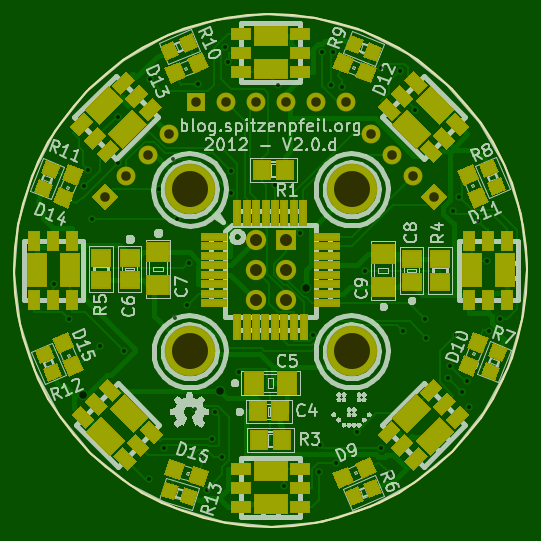 R10
R9
D13
D12
blog.spitzenpfeil.org
2012 - V2.0.d
R11
R8
R1
D14
D11
C8
R4
R5
C6
C7
C9
D15
D10
R7
R12
C5
C4
R3
D16
D9
R13
R6